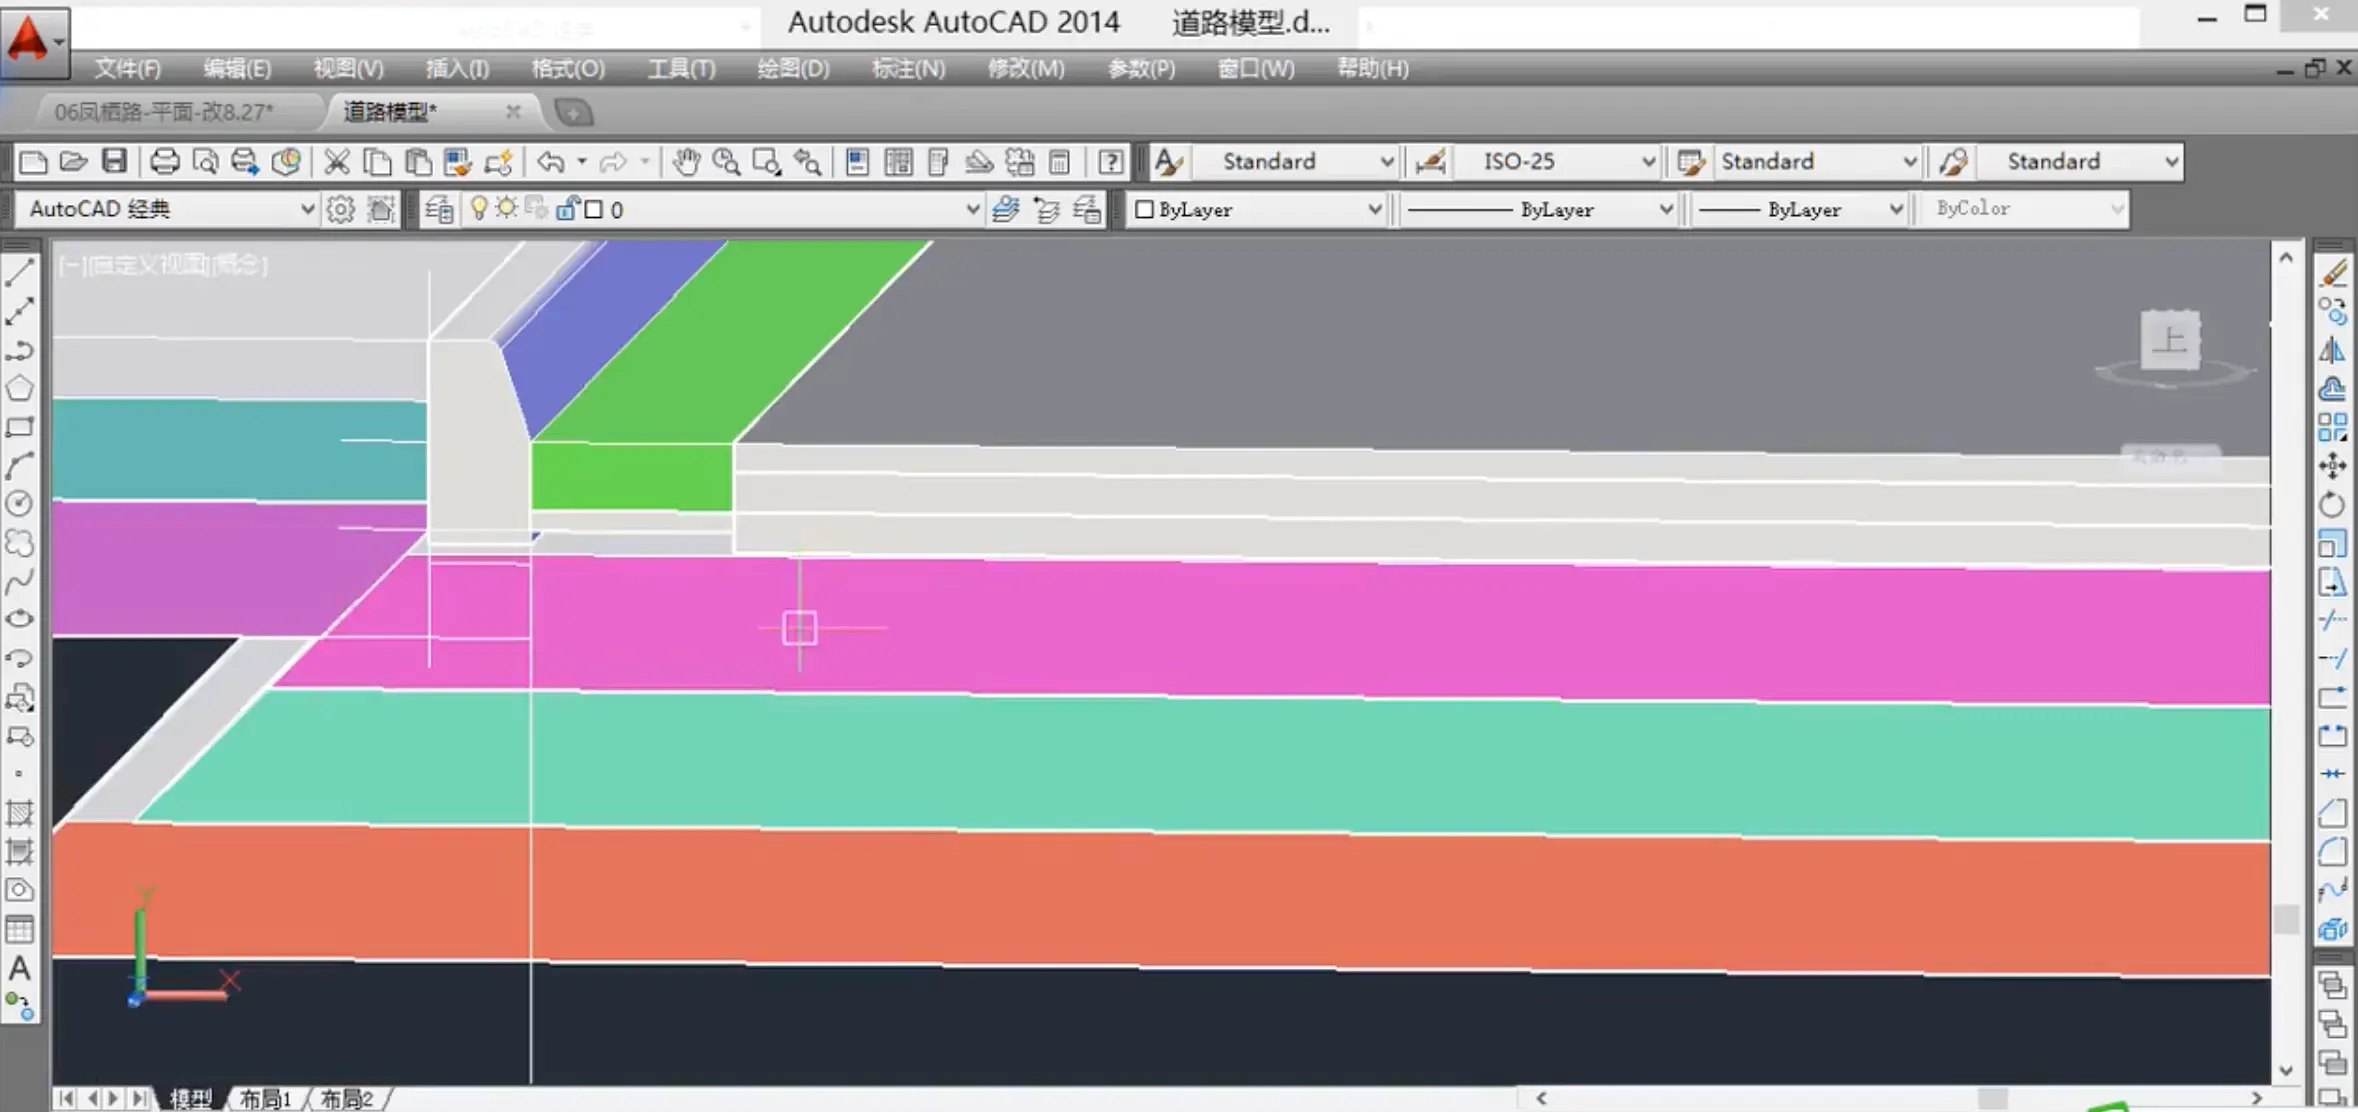 Autodesk AutoCAD 2014 道路模型.d...
文件(F) 编辑(E) 视图(V) 插入(I) 格式(O) 工具(T) 绘图(D) 标注(N) 修改(M) 参数(P) 窗口(W) 帮助(H)
06凤栖路-平面-改8.27* 道路模型*
Standard ISO-25 Standard Standard
AutoCAD 经典 0 ByLayer ByLayer ByLayer ByColor
[-][自定义视图][概念]
上
Y
X
A
模型 布局1 布局2